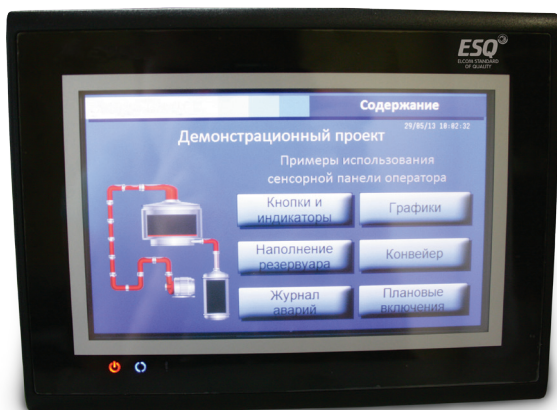 ESQ
ELCON STANDARD
OF QUALITY
Содержание
29/05/13 10:02:32
Демонстрационный проект
Примеры использования
сенсорной панели оператора
Кнопки и
индикаторы
Графики
Наполнение
резервуара
Конвейер
Журнал
аварий
Плановые
включения